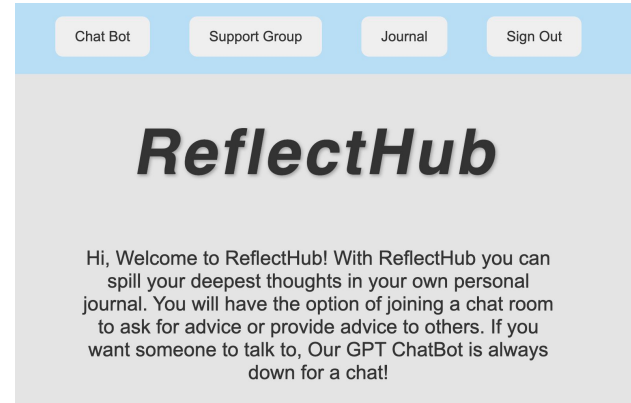 Chat Bot Support Group Journal Sign Out
ReflectHub
Hi, Welcome to ReflectHub! With ReflectHub you can
spill your deepest thoughts in your own personal
journal. You will have the option of joining a chat room
to ask for advice or provide advice to others. If you
want someone to talk to, Our GPT ChatBot is always
down for a chat!